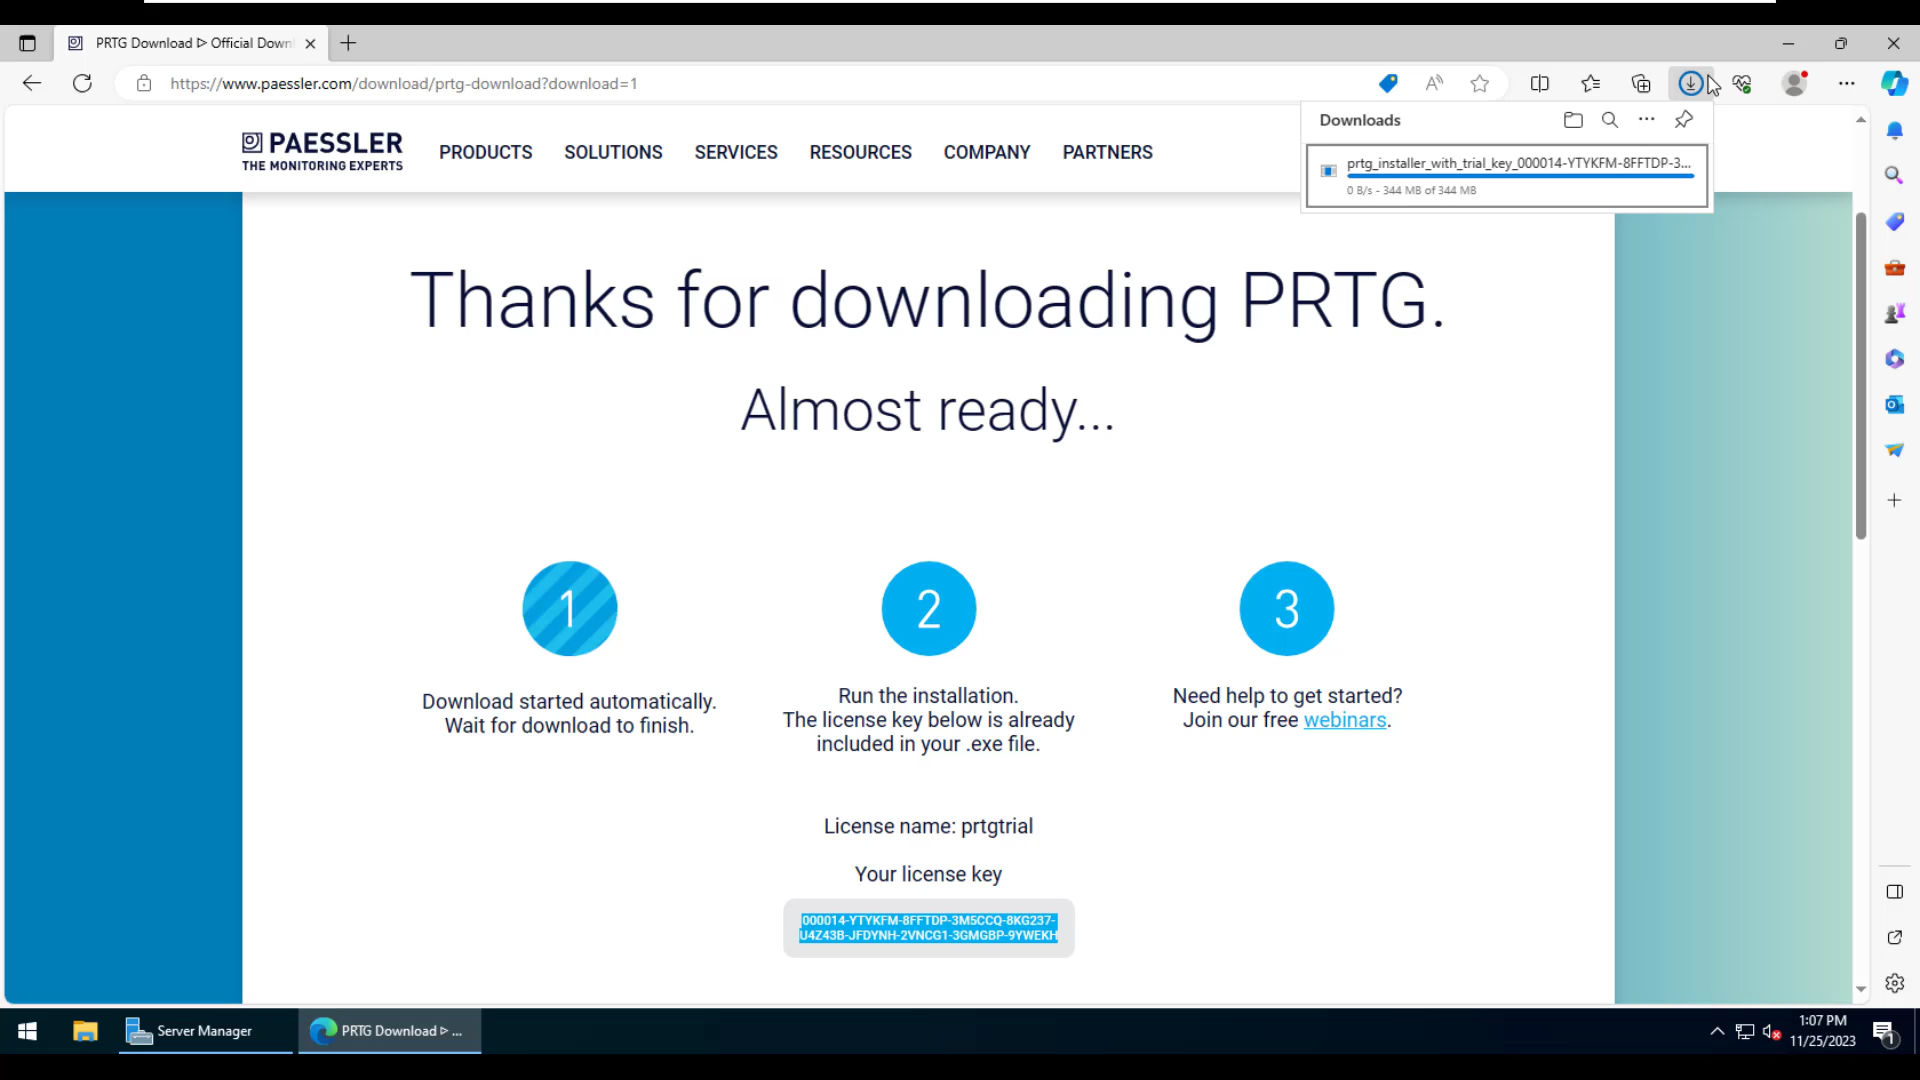 PRTG Download ᐅ Official Down
https://www.paessler.com/download/prtg-download?download=1
Downloads
prtg_installer_with_trial_key_000014-YTYKFM-8FFTDP-3...
0 B/s - 344 MB of 344 MB
PAESSLER
THE MONITORING EXPERTS
PRODUCTS
SOLUTIONS
SERVICES
RESOURCES
COMPANY
PARTNERS
Thanks for downloading PRTG.
Almost ready...
1
2
3
Download started automatically.
Wait for download to finish.
Run the installation.
The license key below is already
included in your .exe file.
Need help to get started?
Join our free webinars.
License name: prtgtrial
Your license key
000014-YTYKFM-8FFTDP-3M5CCQ-8KG237-
U4Z43B-JFDYNH-2VNCG1-3GMGBP-9YWEKH
Server Manager
PRTG Download ᐅ ...
1:07 PM
11/25/2023
1